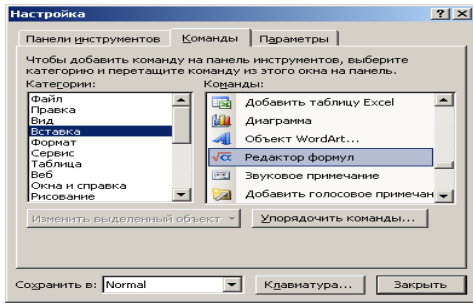 Настройка
Панели инструментов Команды Параметры
Чтобы добавить команду на панель инструментов, выберите
категорию и перетащите команду из этого окна на панель.
Категории: Команды:
Файл
Правка
Вид
Вставка
Формат
Сервис
Таблица
Веб
Окна и справка
Рисование
Добавить таблицу Excel
Диаграмма
Объект WordArt...
√α Редактор формул
Звуковое примечание
Добавить голосовое примечан
Изменить выделенный объект Упорядочить команды...
Сохранить в: Normal Клавиатура... Закрыть